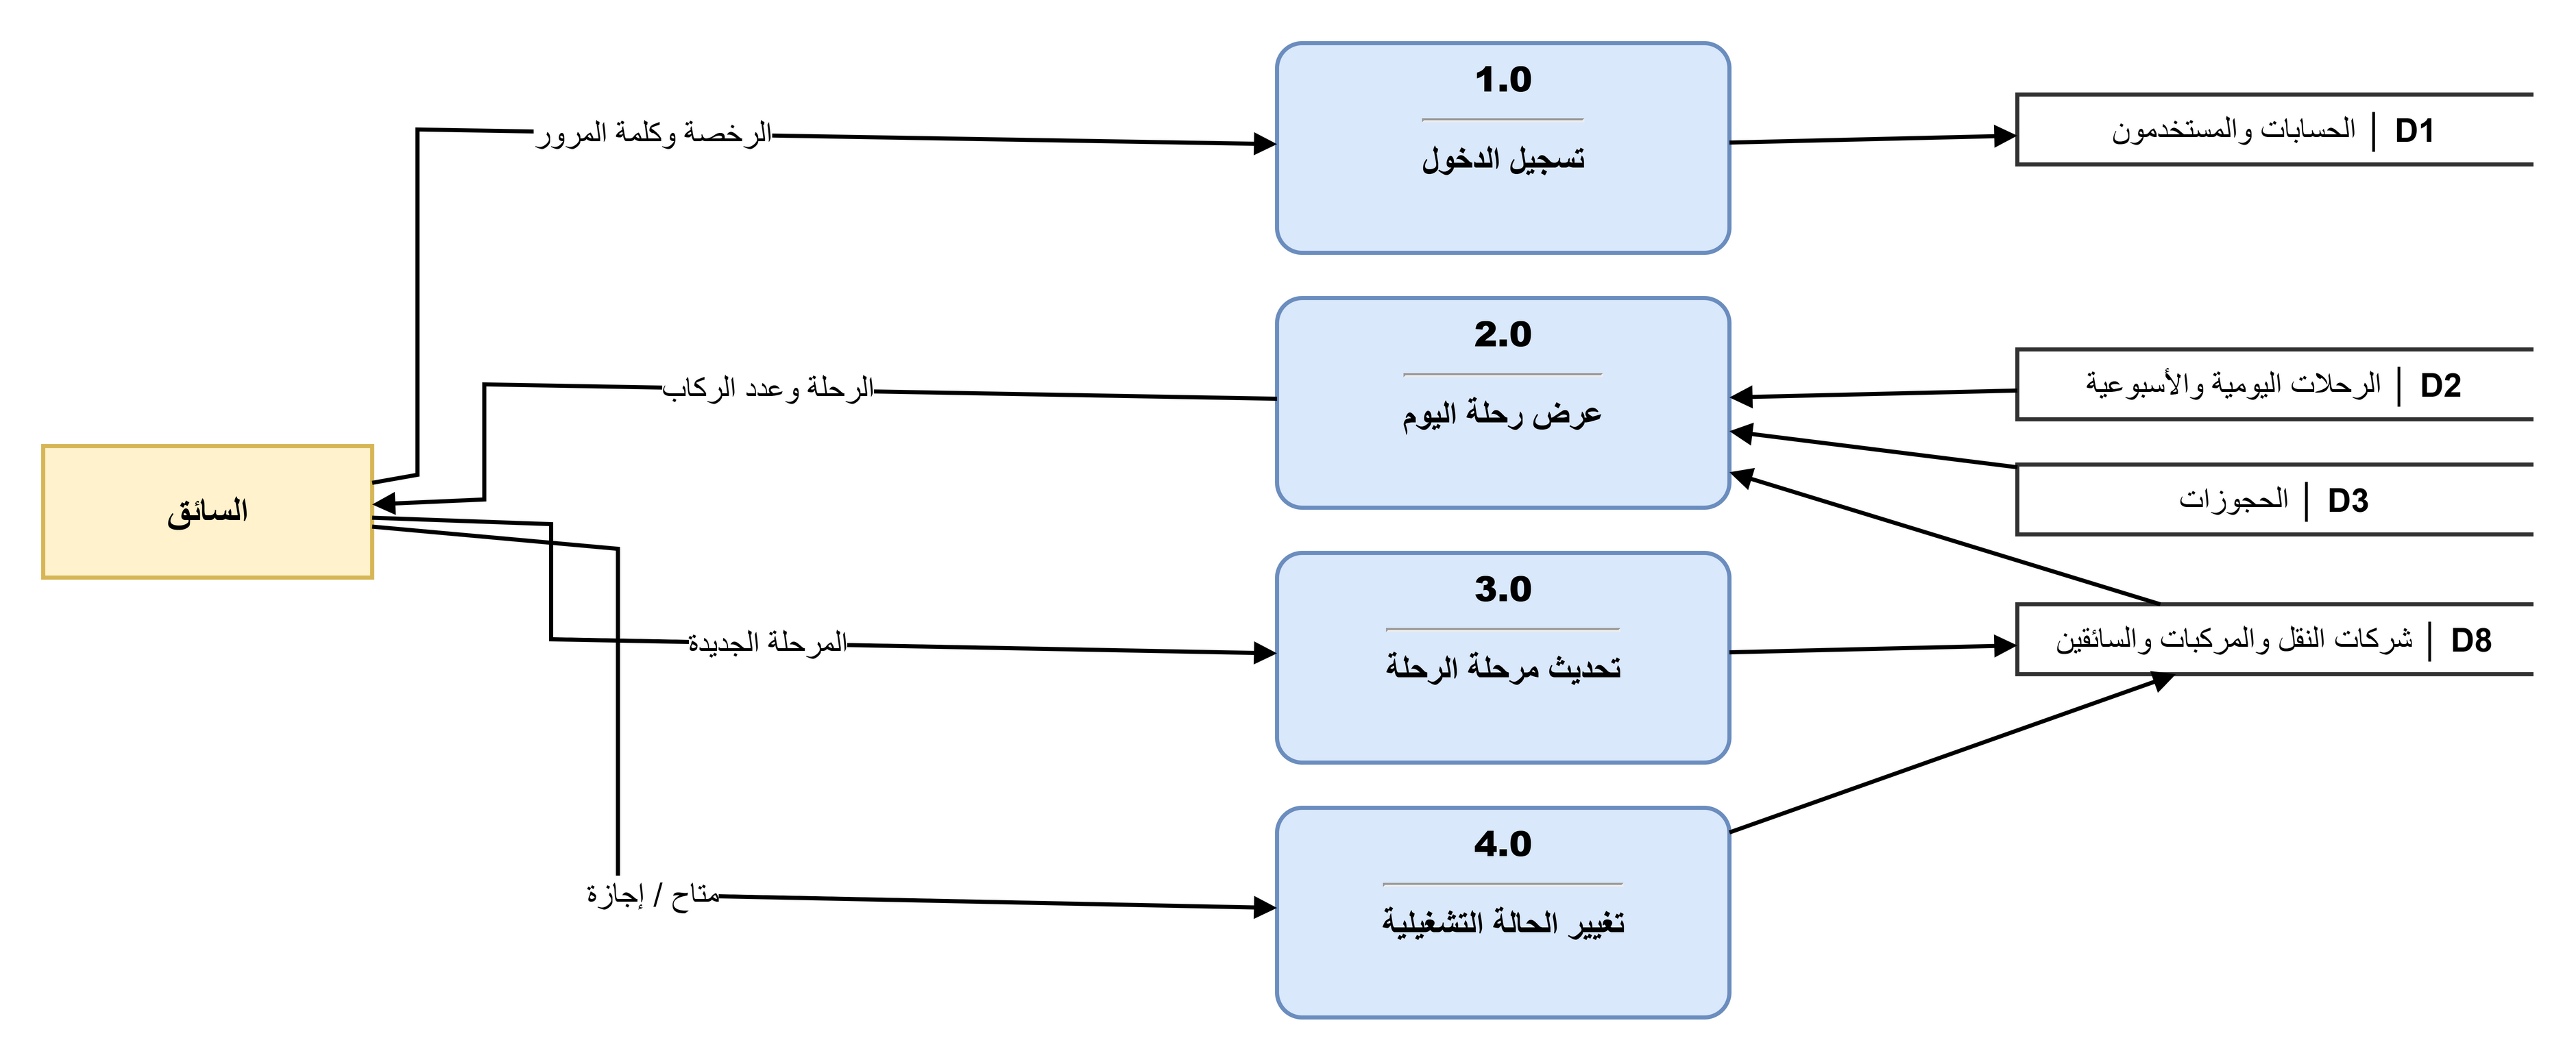 1.0
تسجيل الدخول
الرخصة وكلمة المرور
D1 | الحسابات والمستخدمون
2.0
عرض رحلة اليوم
الرحلة وعدد الركاب
D2 | الرحلات اليومية والأسبوعية
السائق
D3 | الحجوزات
3.0
تحديث مرحلة الرحلة
المرحلة الجديدة
D8 | شركات النقل والمركبات والسائقين
4.0
تغيير الحالة التشغيلية
متاح / إجازة